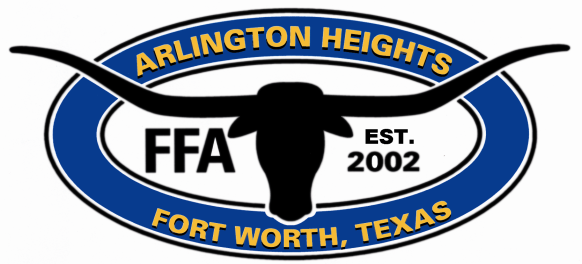 ARLINGTON HEIGHTS
FFA
EST.
2002
FORT WORTH, TEXAS